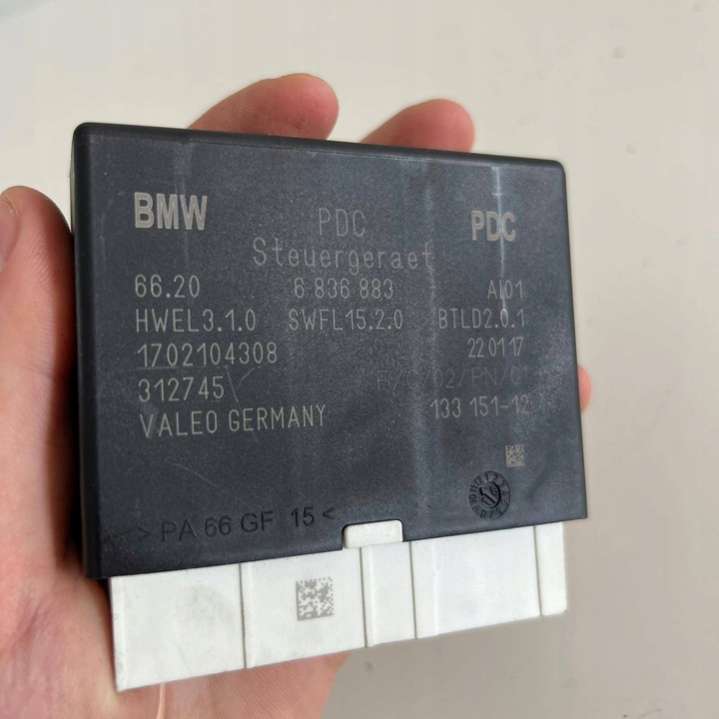 BMW PDC PDC
Steuergeraet
66.20 6 836 883 AI01
HWEL3.1.0 SWFL15.2.0 BTLD2.0.1
1702104308 220117
312745
VALEO GERMANY 133 151-12
> PA 66 GF 15 <